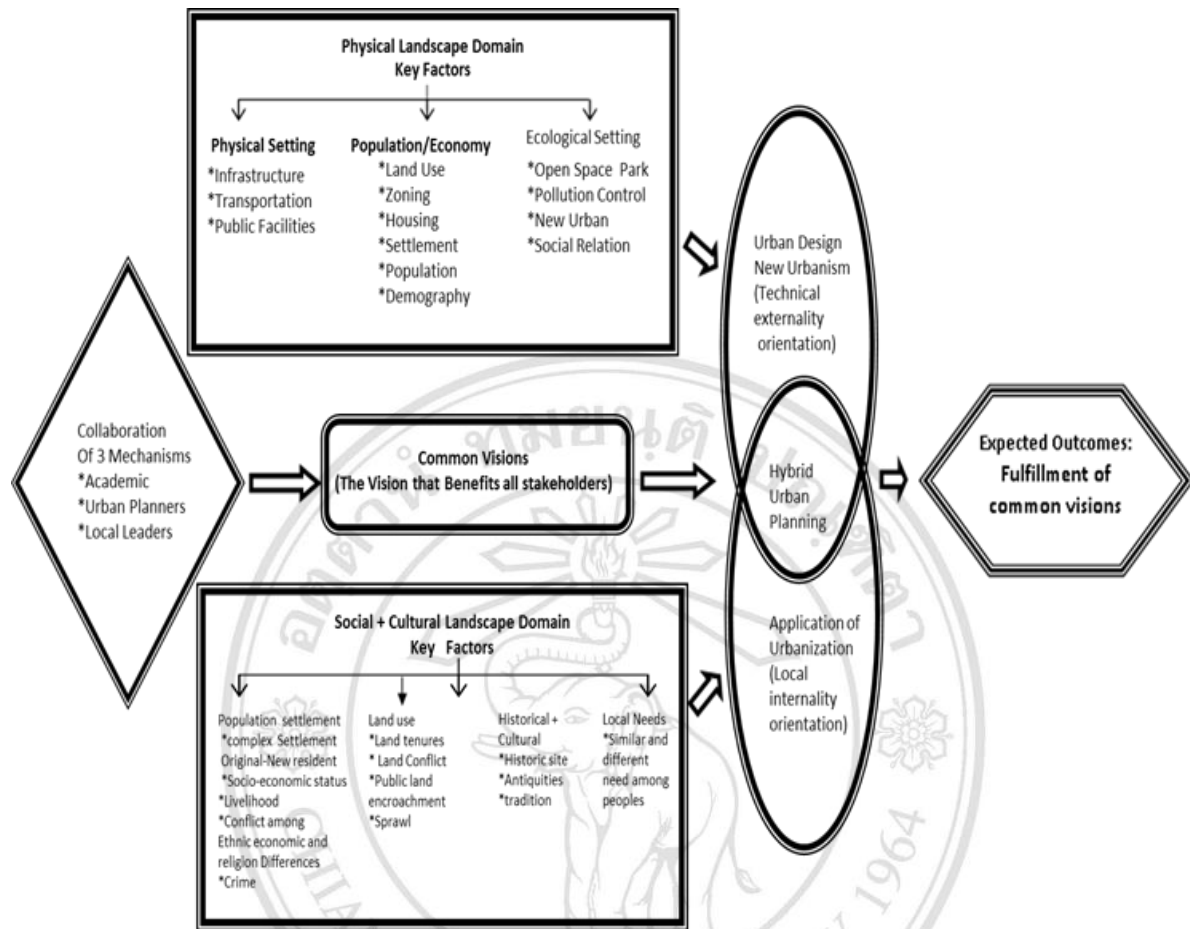 Physical Landscape Domain
Key Factors
Physical Setting
*Infrastructure
*Transportation
*Public Facilities
Population/Economy
*Land Use
*Zoning
*Housing
*Settlement
*Population
*Demography
Ecological Setting
*Open Space Park
*Pollution Control
*New Urban
*Social Relation
Collaboration
Of 3 Mechanisms
*Academic
*Urban Planners
*Local Leaders
Common Visions
(The Vision that Benefits all stakeholders)
Social + Cultural Landscape Domain
Key Factors
Population settlement
*complex Settlement
Original-New resident
*Socio-economic status
*Livelihood
*Conflict among
Ethnic economic and
religion Differences
*Crime
Land use
*Land tenures
* Land Conflict
*Public land
encroachment
*Sprawl
Historical +
Cultural
*Historic site
*Antiquities
*tradition
Local Needs
*Similar and
different
need among
peoples
Urban Design
New Urbanism
(Technical
externality
orientation)
Hybrid
Urban
Planning
Application of
Urbanization
(Local
internality
orientation)
Expected Outcomes:
Fulfillment of
common visions
1964